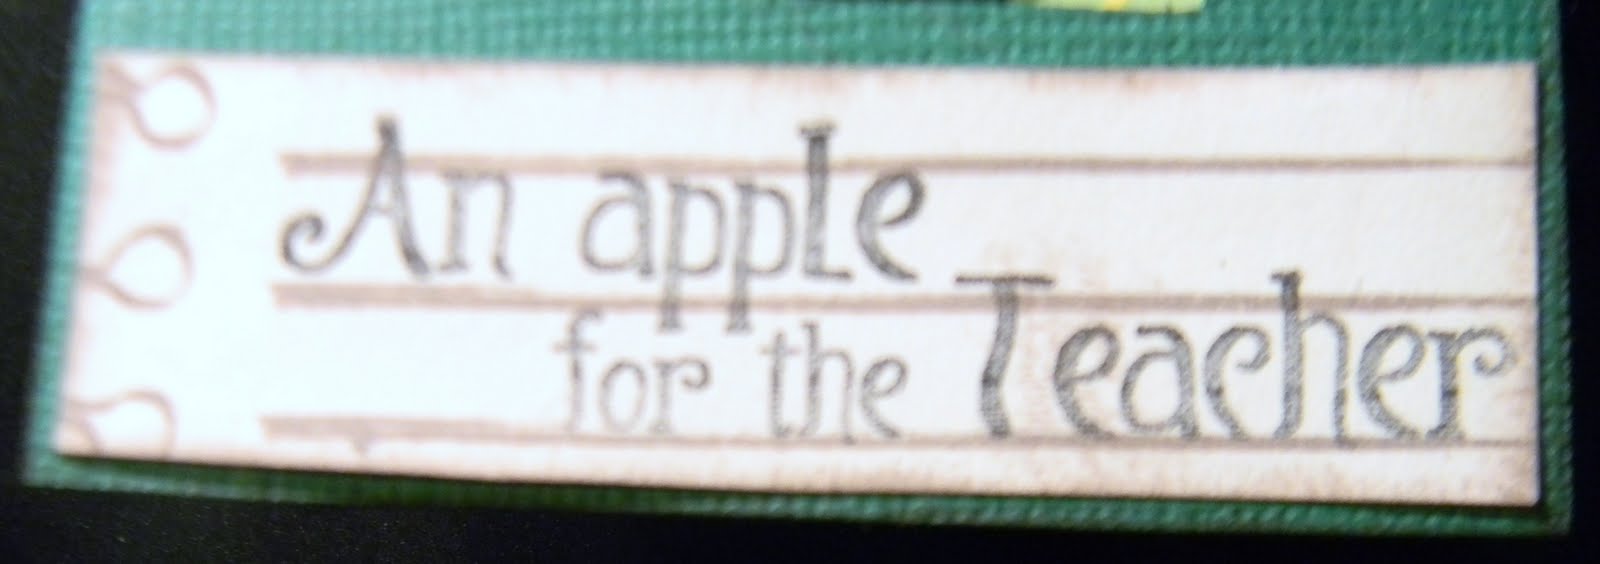 An apple
for the Teacher